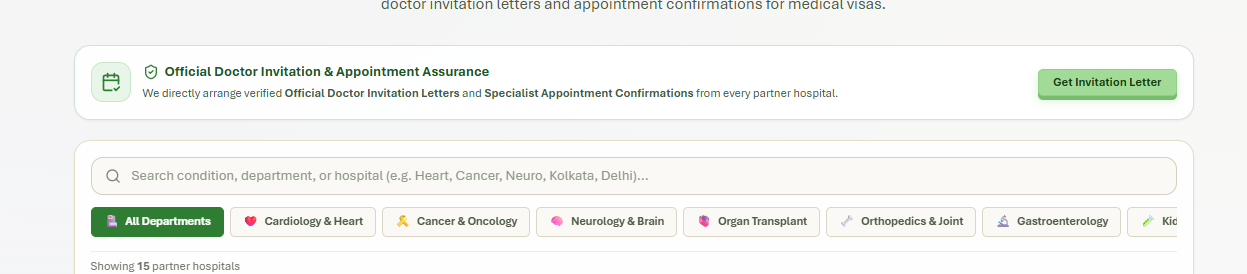 doctor invitation letters and appointment confirmations for medical visas.
Official Doctor Invitation & Appointment Assurance
We directly arrange verified Official Doctor Invitation Letters and Specialist Appointment Confirmations from every partner hospital.
Get Invitation Letter
Search condition, department, or hospital (e.g. Heart, Cancer, Neuro, Kolkata, Delhi)...
All Departments Cardiology & Heart Cancer & Oncology Neurology & Brain Organ Transplant Orthopedics & Joint Gastroenterology Kid
Showing 15 partner hospitals